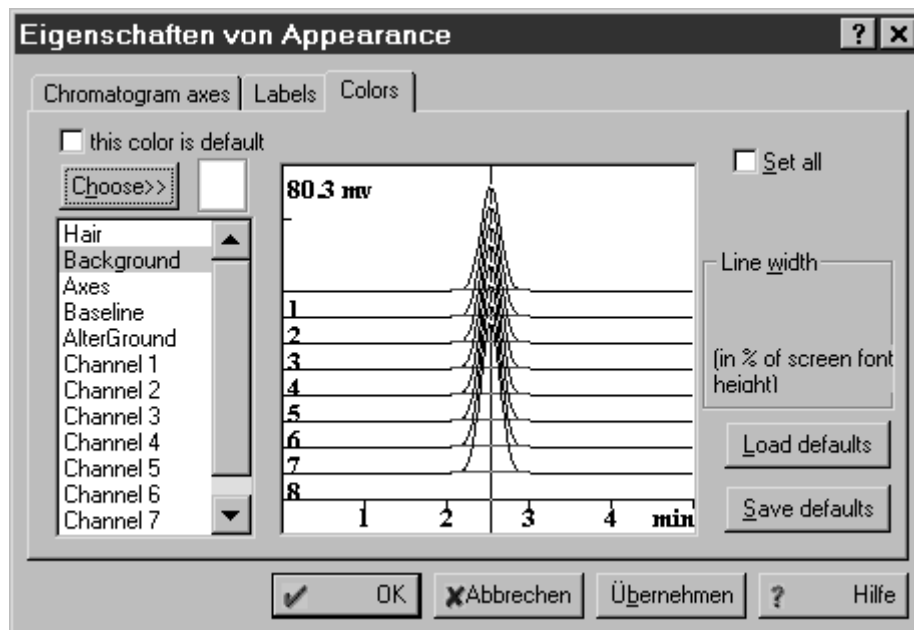 Eigenschaften von Appearance
? 
Chromatogram axes
Labels
Colors
this color is default
Choose>>
Hair
Background
Axes
Baseline
AlterGround
Channel 1
Channel 2
Channel 3
Channel 4
Channel 5
Channel 6
Channel 7
80.3 mv
1
2
3
4
5
6
7
8
1 2 3 4 min
Set all
Line width
(in % of screen font
height)
Load defaults
Save defaults
OK
Abbrechen
Übernehmen
? Hilfe